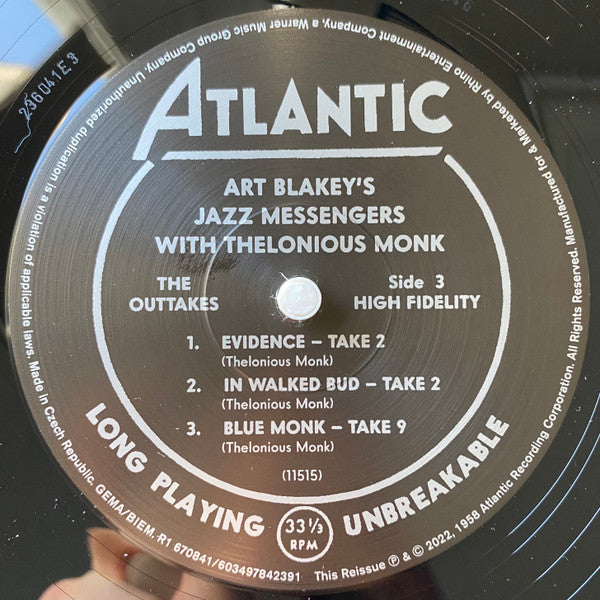 ATLANTIC
ART BLAKEY'S
JAZZ MESSENGERS
WITH THELONIOUS MONK
THE
OUTTAKES
Side 3
HIGH FIDELITY
1. EVIDENCE – TAKE 2
(Thelonious Monk)
2. IN WALKED BUD – TAKE 2
(Thelonious Monk)
3. BLUE MONK – TAKE 9
(Thelonious Monk)
(11515)
LONG PLAYING
33⅓
RPM
UNBREAKABLE
This Reissue ℗ & © 2022, 1958 Atlantic Recording Corporation. All Rights Reserved. Manufactured for & Marketed by Rhino Entertainment Company, a Warner Music Group Company. Unauthorized duplication is a violation of applicable laws. Made in Czech Republic. GEMA/BIEM. R1 670841/603497842391
236041E3